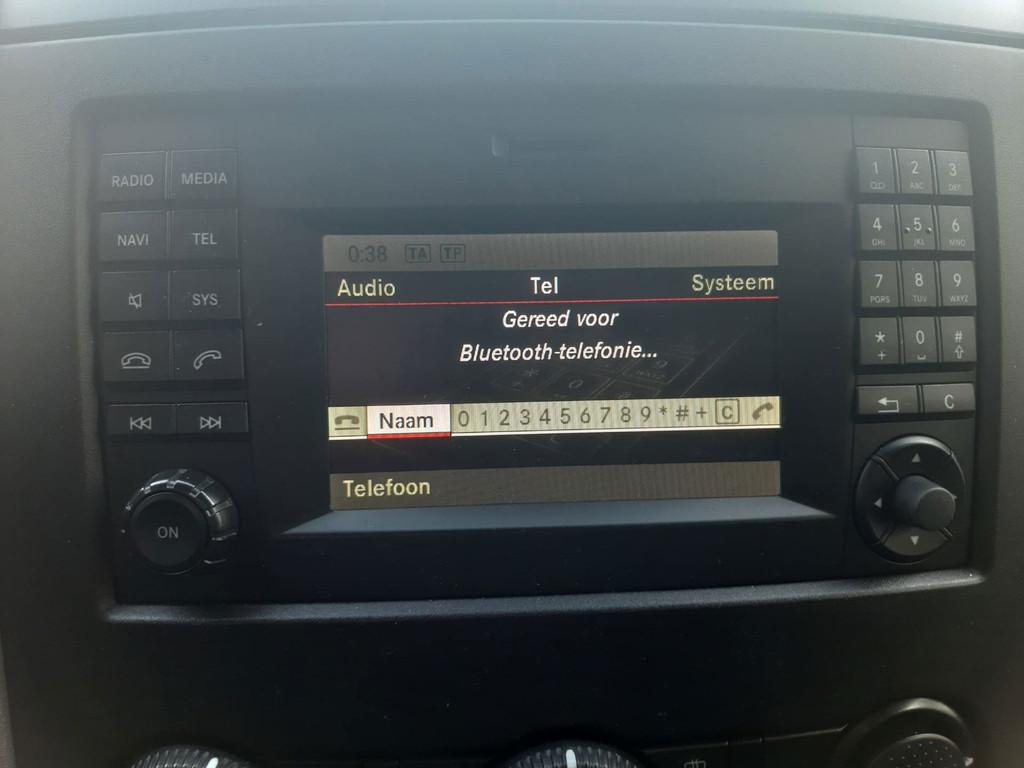 RADIO MEDIA
NAVI TEL
SYS
ON
0:38 TA TP
Audio Tel Systeem
Gereed voor
Bluetooth-telefonie...
Naam 0 1 2 3 4 5 6 7 8 9 * # + C
Telefoon
1 2 3
ABC DEF
4 5 6
GHI JKL MNO
7 8 9
PQRS TUV WXYZ
* 0 #
+
C